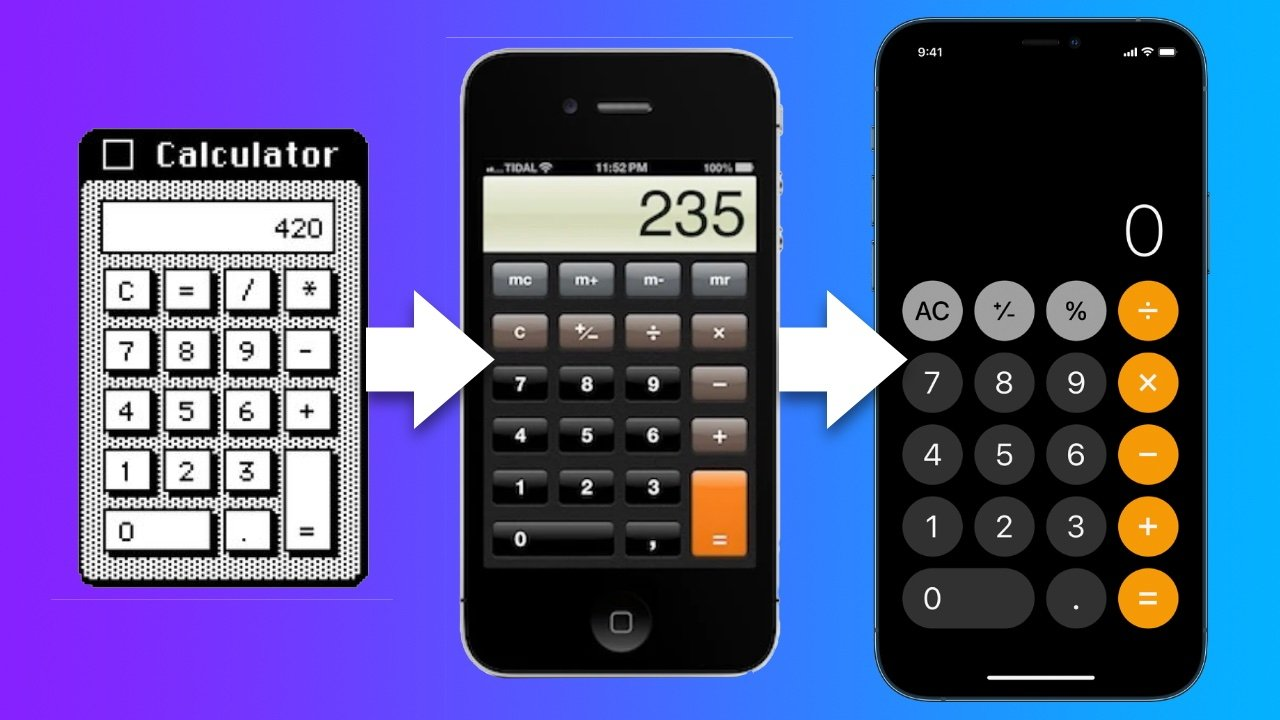 Calculator
420
C = / *
7 8 9 -
4 5 6 +
1 2 3
0 . =
...TIDAL 11:52 PM 100%
235
mc m+ m- mr
c +/- ÷ ×
7 8 9 −
4 5 6 +
1 2 3
0 , =
9:41
0
AC +/- % ÷
7 8 9 ×
4 5 6 −
1 2 3 +
0 . =